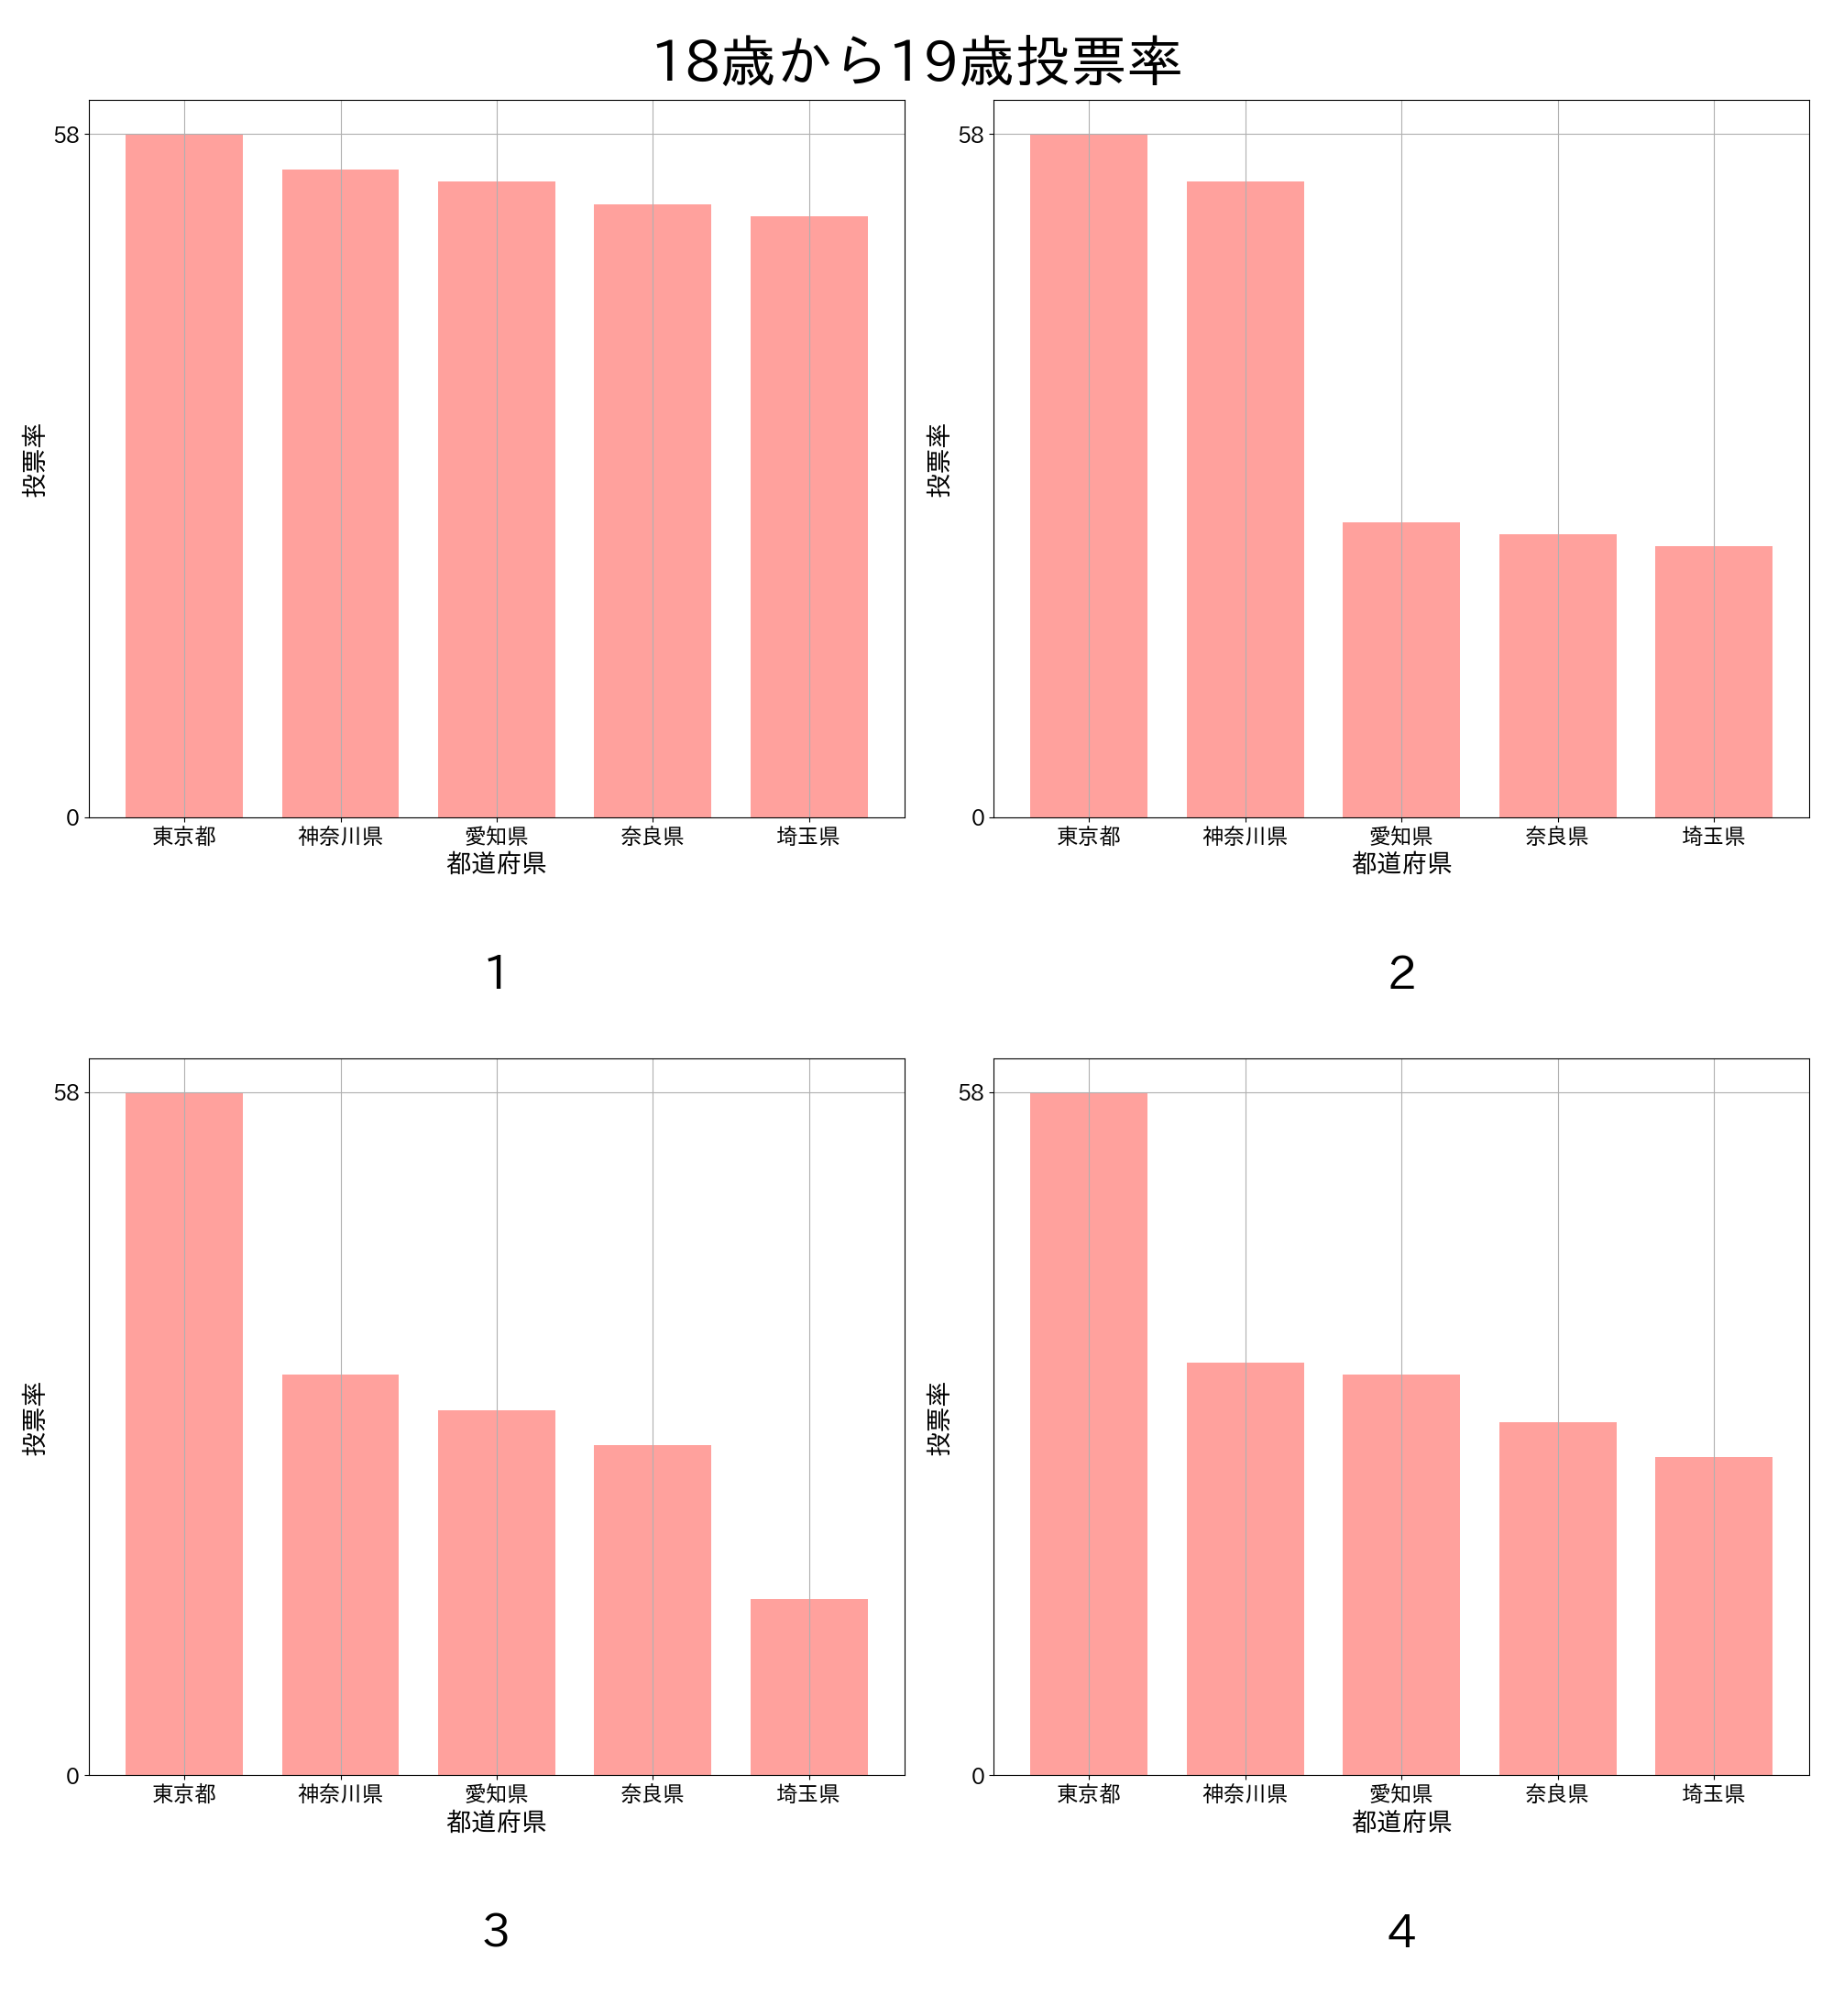 18歳から19歳投票率
58
0
投票率
東京都 神奈川県 愛知県 奈良県 埼玉県
都道府県
1
58
0
投票率
東京都 神奈川県 愛知県 奈良県 埼玉県
都道府県
2
58
0
投票率
東京都 神奈川県 愛知県 奈良県 埼玉県
都道府県
3
58
0
投票率
東京都 神奈川県 愛知県 奈良県 埼玉県
都道府県
4